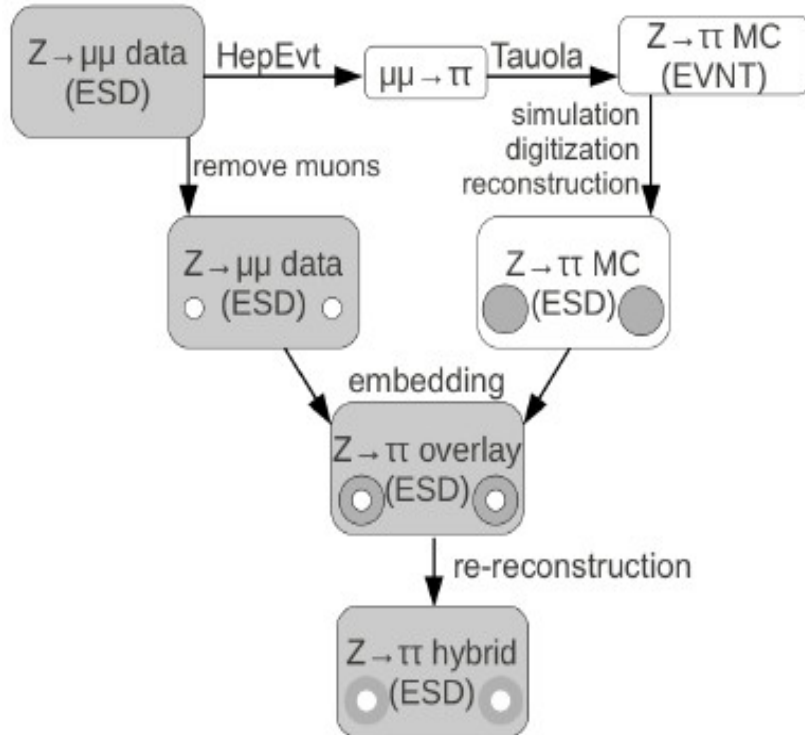 Z→μμ data
(ESD)
HepEvt
μμ→ττ
Tauola
Z→ττ MC
(EVNT)
simulation
digitization
reconstruction
remove muons
Z→μμ data
(ESD)
Z→ττ MC
(ESD)
embedding
Z→ττ overlay
(ESD)
re-reconstruction
Z→ττ hybrid
(ESD)